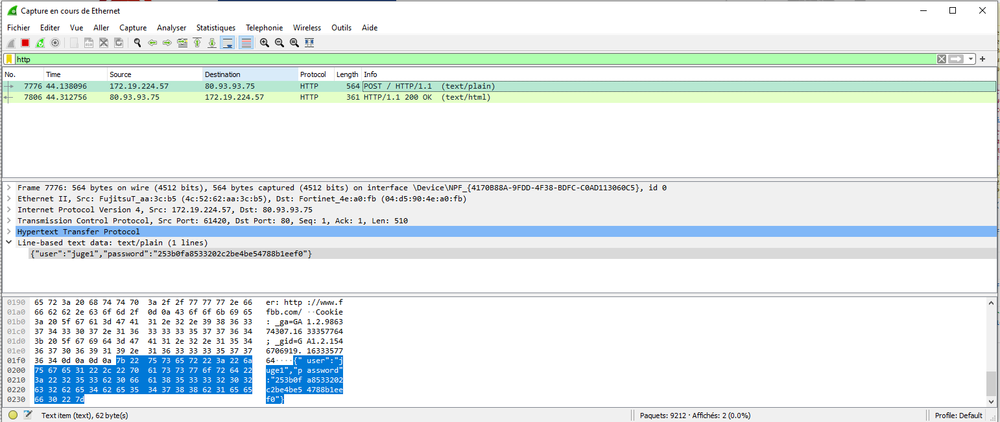 Capture en cours de Ethernet
Fichier Editer Vue Aller Capture Analyser Statistiques Telephonie Wireless Outils Aide
http
No. Time Source Destination Protocol Length Info
7776 44.138096 172.19.224.57 80.93.93.75 HTTP 564 POST / HTTP/1.1 (text/plain)
7806 44.312756 80.93.93.75 172.19.224.57 HTTP 361 HTTP/1.1 200 OK (text/html)
Frame 7776: 564 bytes on wire (4512 bits), 564 bytes captured (4512 bits) on interface \Device\NPF_{4170B88A-9FDD-4F38-BDFC-C0AD113060C5}, id 0
Ethernet II, Src: FujitsuT_aa:3c:b5 (4c:52:62:aa:3c:b5), Dst: Fortinet_4e:a0:fb (04:d5:90:4e:a0:fb)
Internet Protocol Version 4, Src: 172.19.224.57, Dst: 80.93.93.75
Transmission Control Protocol, Src Port: 61420, Dst Port: 80, Seq: 1, Ack: 1, Len: 510
Hypertext Transfer Protocol
Line-based text data: text/plain (1 lines)
{"user":"juge1","password":"253b0fa8533202c2be4be54788b1eef0"}
0190 65 72 3a 20 68 74 74 70 3a 2f 2f 77 77 77 2e 66 er: http ://www.f
01a0 66 62 62 2e 63 6f 6d 2f 0d 0a 43 6f 6f 6b 69 65 fbb.com/ ··Cookie
01b0 3a 20 5f 67 61 3d 47 41 31 2e 32 2e 39 38 36 33 : _ga=GA 1.2.9863
01c0 37 34 33 30 37 2e 31 36 33 33 33 35 37 37 36 34 74307.16 33357764
01d0 3b 20 5f 67 69 64 3d 47 41 31 2e 32 2e 31 35 34 ; _gid=G A1.2.154
01e0 36 37 30 36 39 31 39 2e 31 36 33 33 33 35 37 37 6706919. 16333577
01f0 36 34 0d 0a 0d 0a 7b 22 75 73 65 72 22 3a 22 6a 64····{" user":"j
0200 75 67 65 31 22 2c 22 70 61 73 73 77 6f 72 64 22 uge1","p assword"
0210 3a 22 32 35 33 62 30 66 61 38 35 33 33 32 30 32 :"253b0f a8533202
0220 63 32 62 65 34 62 65 35 34 37 38 38 62 31 65 65 c2be4be5 4788b1ee
0230 66 30 22 7d f0"}
Text item (text), 62 byte(s) Paquets: 9212 · Affichés: 2 (0.0%) Profile: Default